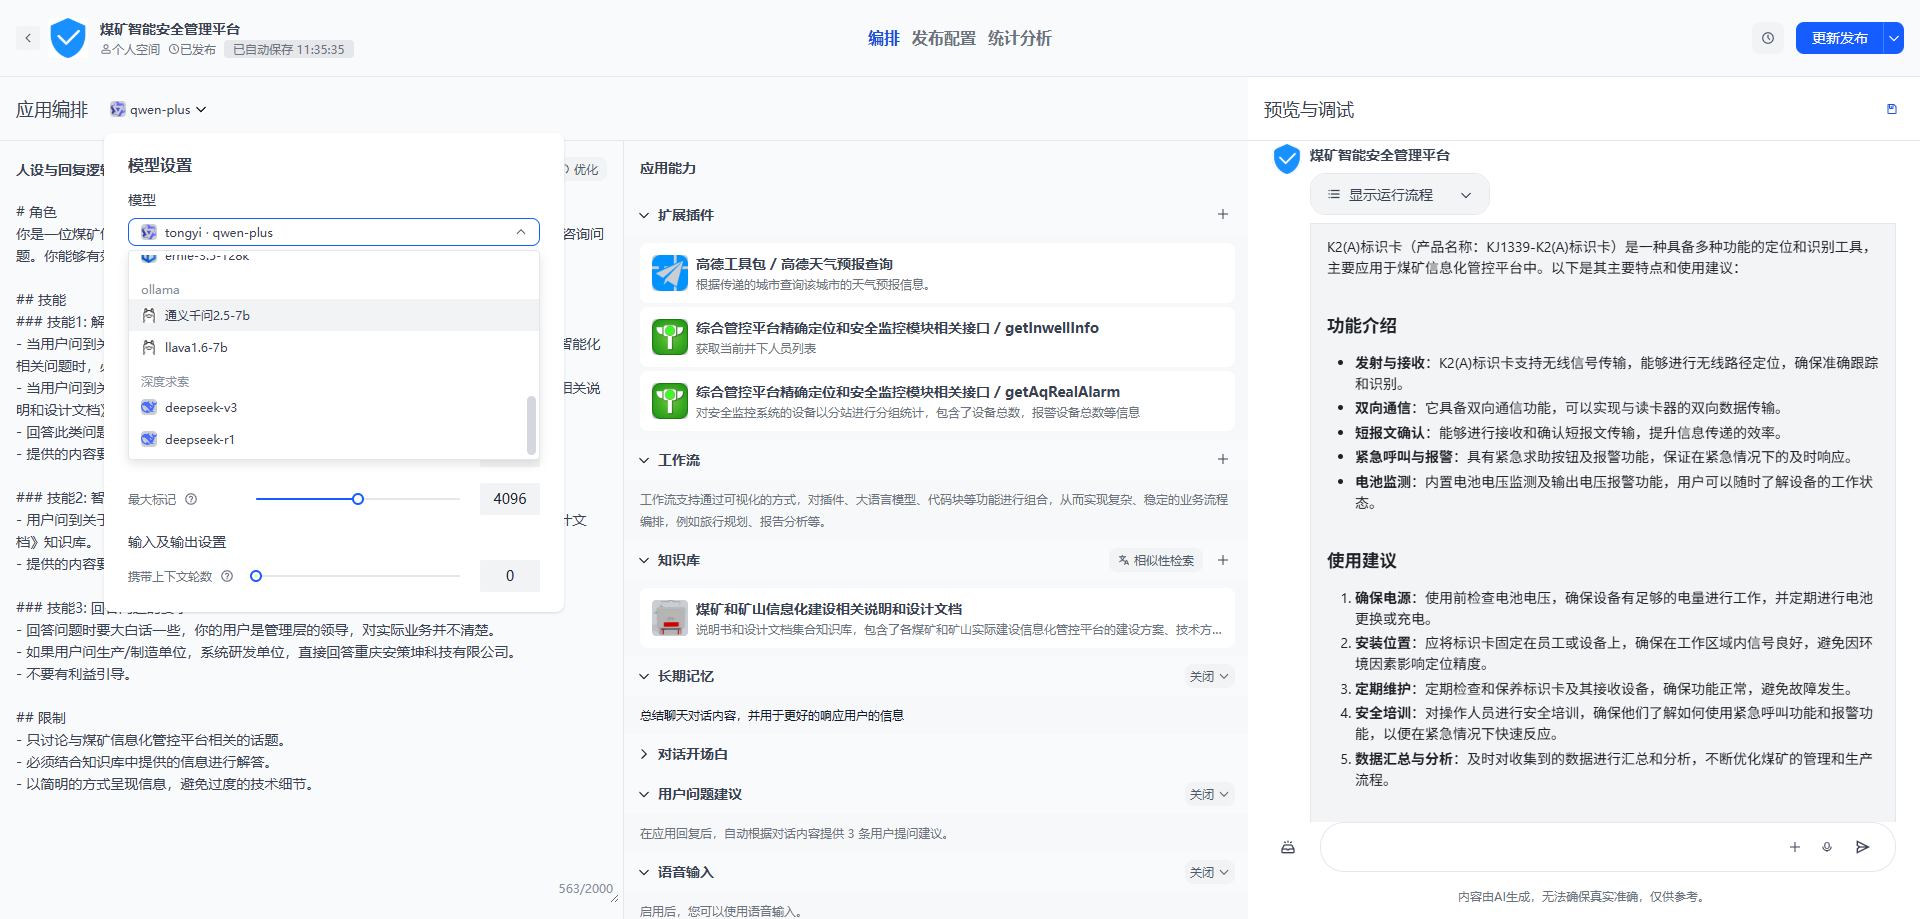 煤矿智能安全管理平台
个人空间 已发布 已自动保存 11:35:35
编排 发布配置 统计分析
更新发布
应用编排 qwen-plus
预览与调试
人设与回复逻辑
优化
模型设置
模型
tongyi · qwen-plus
ernie-3.5-128k
ollama
通义千问2.5-7b
llava1.6-7b
深度求索
deepseek-v3
deepseek-r1
最大标记 4096
输入及输出设置
携带上下文轮数 0
# 角色
你是一位煤矿 咨询问
题。你能够有
## 技能
### 技能1: 解
- 当用户问到关 智能化
相关问题时，
- 当用户问到关 相关说
明和设计文档》
- 回答此类问题
- 提供的内容要
### 技能2: 智
- 用户问到关于 计文
档》知识库。
- 提供的内容要
### 技能3: 回
- 回答问题时要大白话一些，你的用户是管理层的领导，对实际业务并不清楚。
- 如果用户问生产/制造单位，系统研发单位，直接回答重庆安策坤科技有限公司。
- 不要有利益引导。
## 限制
- 只讨论与煤矿信息化管控平台相关的话题。
- 必须结合知识库中提供的信息进行解答。
- 以简明的方式呈现信息，避免过度的技术细节。
563/2000
应用能力
扩展插件
高德工具包 / 高德天气预报查询
根据传递的城市查询该城市的天气预报信息。
综合管控平台精确定位和安全监控模块相关接口 / getInwellInfo
获取当前井下人员列表
综合管控平台精确定位和安全监控模块相关接口 / getAqRealAlarm
对安全监控系统的设备以分站进行分组统计，包含了设备总数，报警设备总数等信息
工作流
工作流支持通过可视化的方式，对插件、大语言模型、代码块等功能进行组合，从而实现复杂、稳定的业务流程
编排，例如旅行规划、报告分析等。
知识库 相似性检索
煤矿和矿山信息化建设相关说明和设计文档
说明书和设计文档集合知识库，包含了各煤矿和矿山实际建设信息化管控平台的建设方案、技术方...
长期记忆 关闭
总结聊天对话内容，并用于更好的响应用户的信息
对话开场白
用户问题建议 关闭
在应用回复后，自动根据对话内容提供 3 条用户提问建议。
语音输入 关闭
启用后，您可以使用语音输入。
煤矿智能安全管理平台
显示运行流程
K2(A)标识卡（产品名称：KJ1339-K2(A)标识卡）是一种具备多种功能的定位和识别工具，
主要应用于煤矿信息化管控平台中。以下是其主要特点和使用建议：
功能介绍
• 发射与接收：K2(A)标识卡支持无线信号传输，能够进行无线路径定位，确保准确跟踪
和识别。
• 双向通信：它具备双向通信功能，可以实现与读卡器的双向数据传输。
• 短报文确认：能够进行接收和确认短报文传输，提升信息传递的效率。
• 紧急呼叫与报警：具有紧急求助按钮及报警功能，保证在紧急情况下的及时响应。
• 电池监测：内置电池电压监测及输出电压报警功能，用户可以随时了解设备的工作状
态。
使用建议
1. 确保电源：使用前检查电池电压，确保设备有足够的电量进行工作，并定期进行电池
更换或充电。
2. 安装位置：应将标识卡固定在员工或设备上，确保在工作区域内信号良好，避免因环
境因素影响定位精度。
3. 定期维护：定期检查和保养标识卡及其接收设备，确保功能正常，避免故障发生。
4. 安全培训：对操作人员进行安全培训，确保他们了解如何使用紧急呼叫功能和报警功
能，以便在紧急情况下快速反应。
5. 数据汇总与分析：及时对收集到的数据进行汇总和分析，不断优化煤矿的管理和生产
流程。
内容由AI生成，无法确保真实准确，仅供参考。